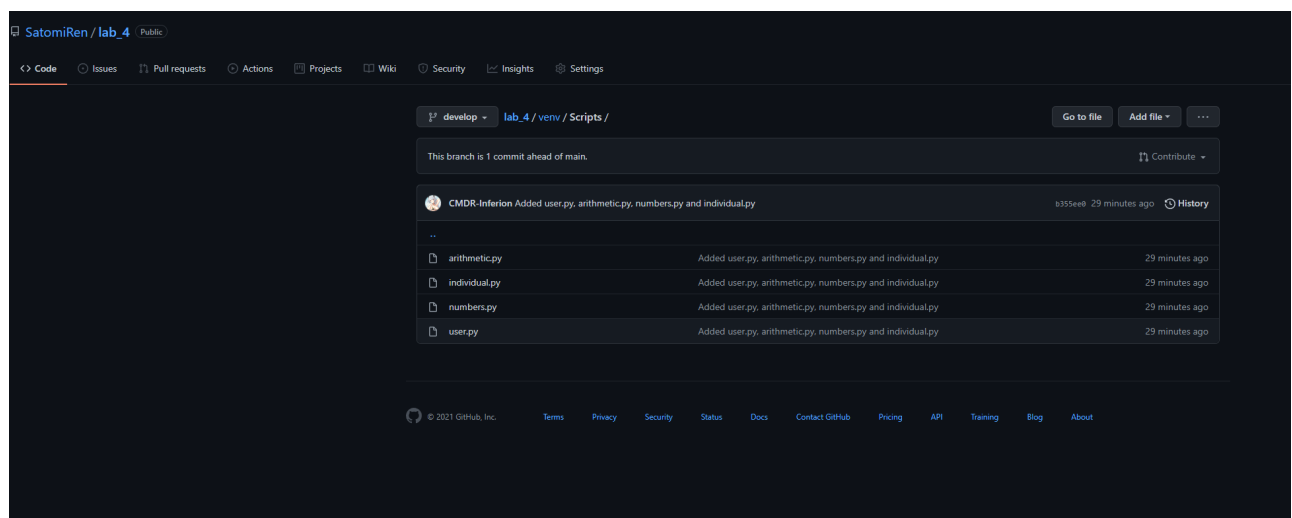 SatomiRen / lab_4 Public
Code Issues Pull requests Actions Projects Wiki Security Insights Settings
develop lab_4 / venv / Scripts / Go to file Add file ...
This branch is 1 commit ahead of main. Contribute
CMDR-Inferion Added user.py, arithmetic.py, numbers.py and individual.py b355ee0 29 minutes ago History
..
arithmetic.py Added user.py, arithmetic.py, numbers.py and individual.py 29 minutes ago
individual.py Added user.py, arithmetic.py, numbers.py and individual.py 29 minutes ago
numbers.py Added user.py, arithmetic.py, numbers.py and individual.py 29 minutes ago
user.py Added user.py, arithmetic.py, numbers.py and individual.py 29 minutes ago
© 2021 GitHub, Inc. Terms Privacy Security Status Docs Contact GitHub Pricing API Training Blog About